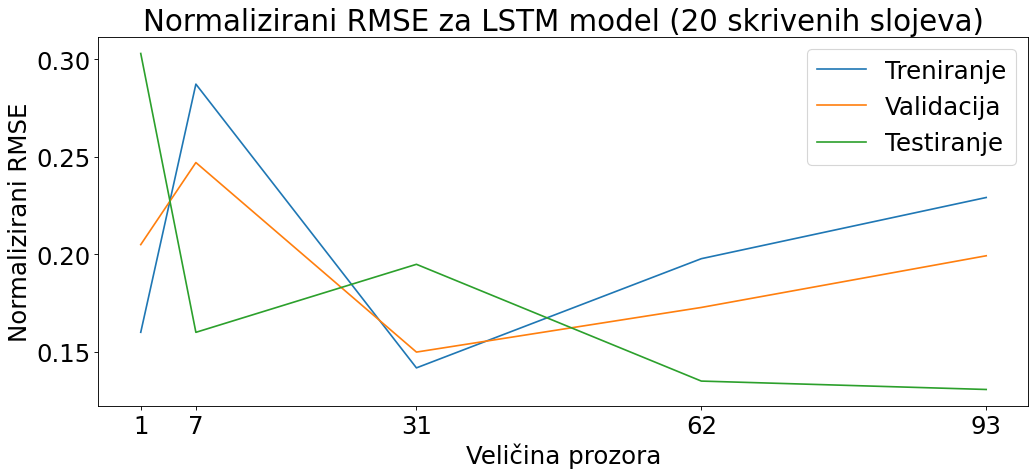 Normalizirani RMSE za LSTM model (20 skrivenih slojeva)
Normalizirani RMSE
0.30
0.25
0.20
0.15
Treniranje
Validacija
Testiranje
1 7 31 62 93
Veličina prozora